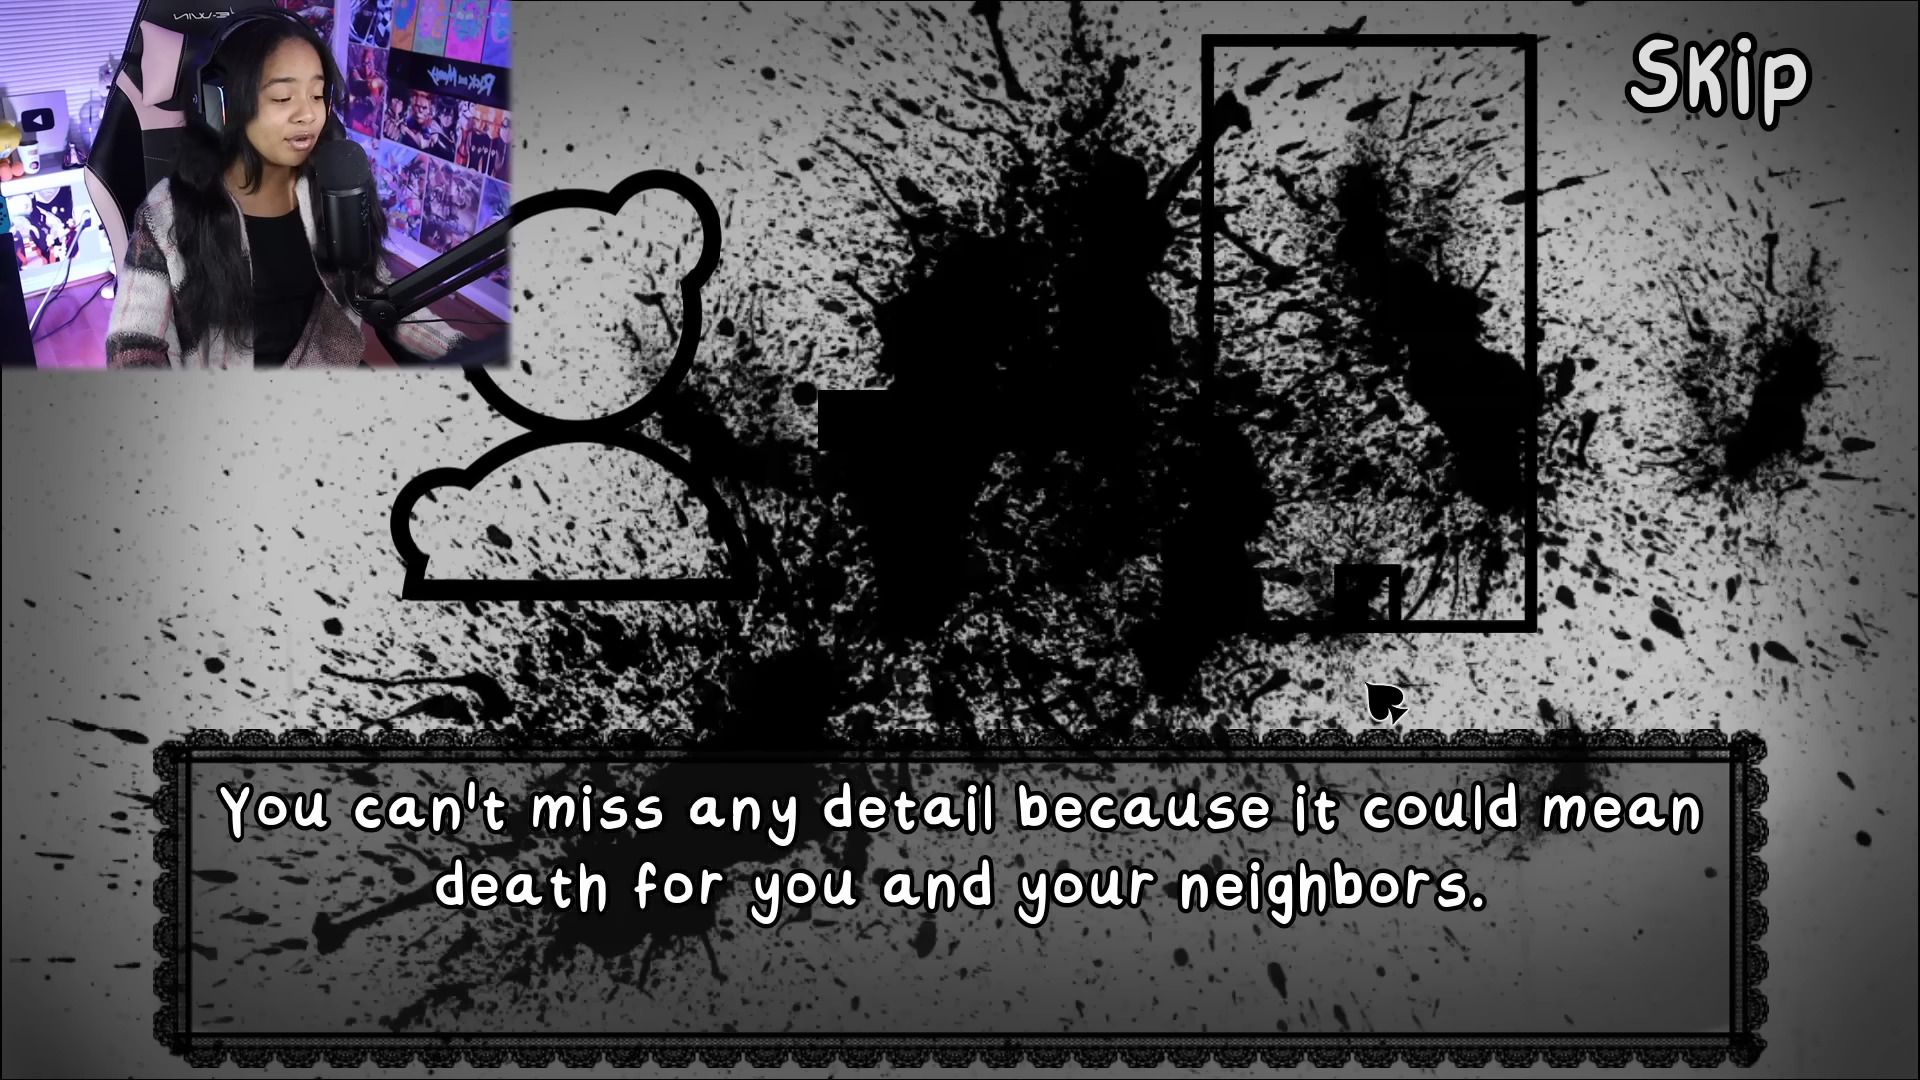 Skip
You can't miss any detail because it could mean
death for you and your neighbors.